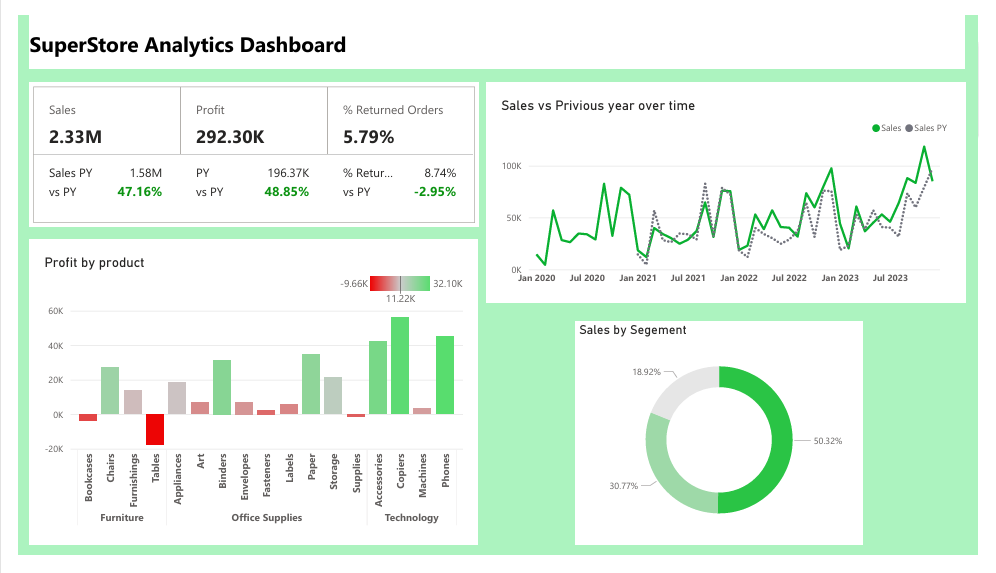 SuperStore Analytics Dashboard
Sales
2.33M
Profit
292.30K
% Returned Orders
5.79%
Sales PY 1.58M
vs PY 47.16%
PY 196.37K
vs PY 48.85%
% Retur... 8.74%
vs PY -2.95%
Sales vs Privious year over time
Sales Sales PY
100K
50K
0K
Jan 2020 Jul 2020 Jan 2021 Jul 2021 Jan 2022 Jul 2022 Jan 2023 Jul 2023
Profit by product
-9.66K 32.10K
11.22K
60K
40K
20K
0K
-20K
Bookcases
Chairs
Furnishings
Tables
Appliances
Art
Binders
Envelopes
Fasteners
Labels
Paper
Storage
Supplies
Accessories
Copiers
Machines
Phones
Furniture Office Supplies Technology
Sales by Segement
18.92%
50.32%
30.77%